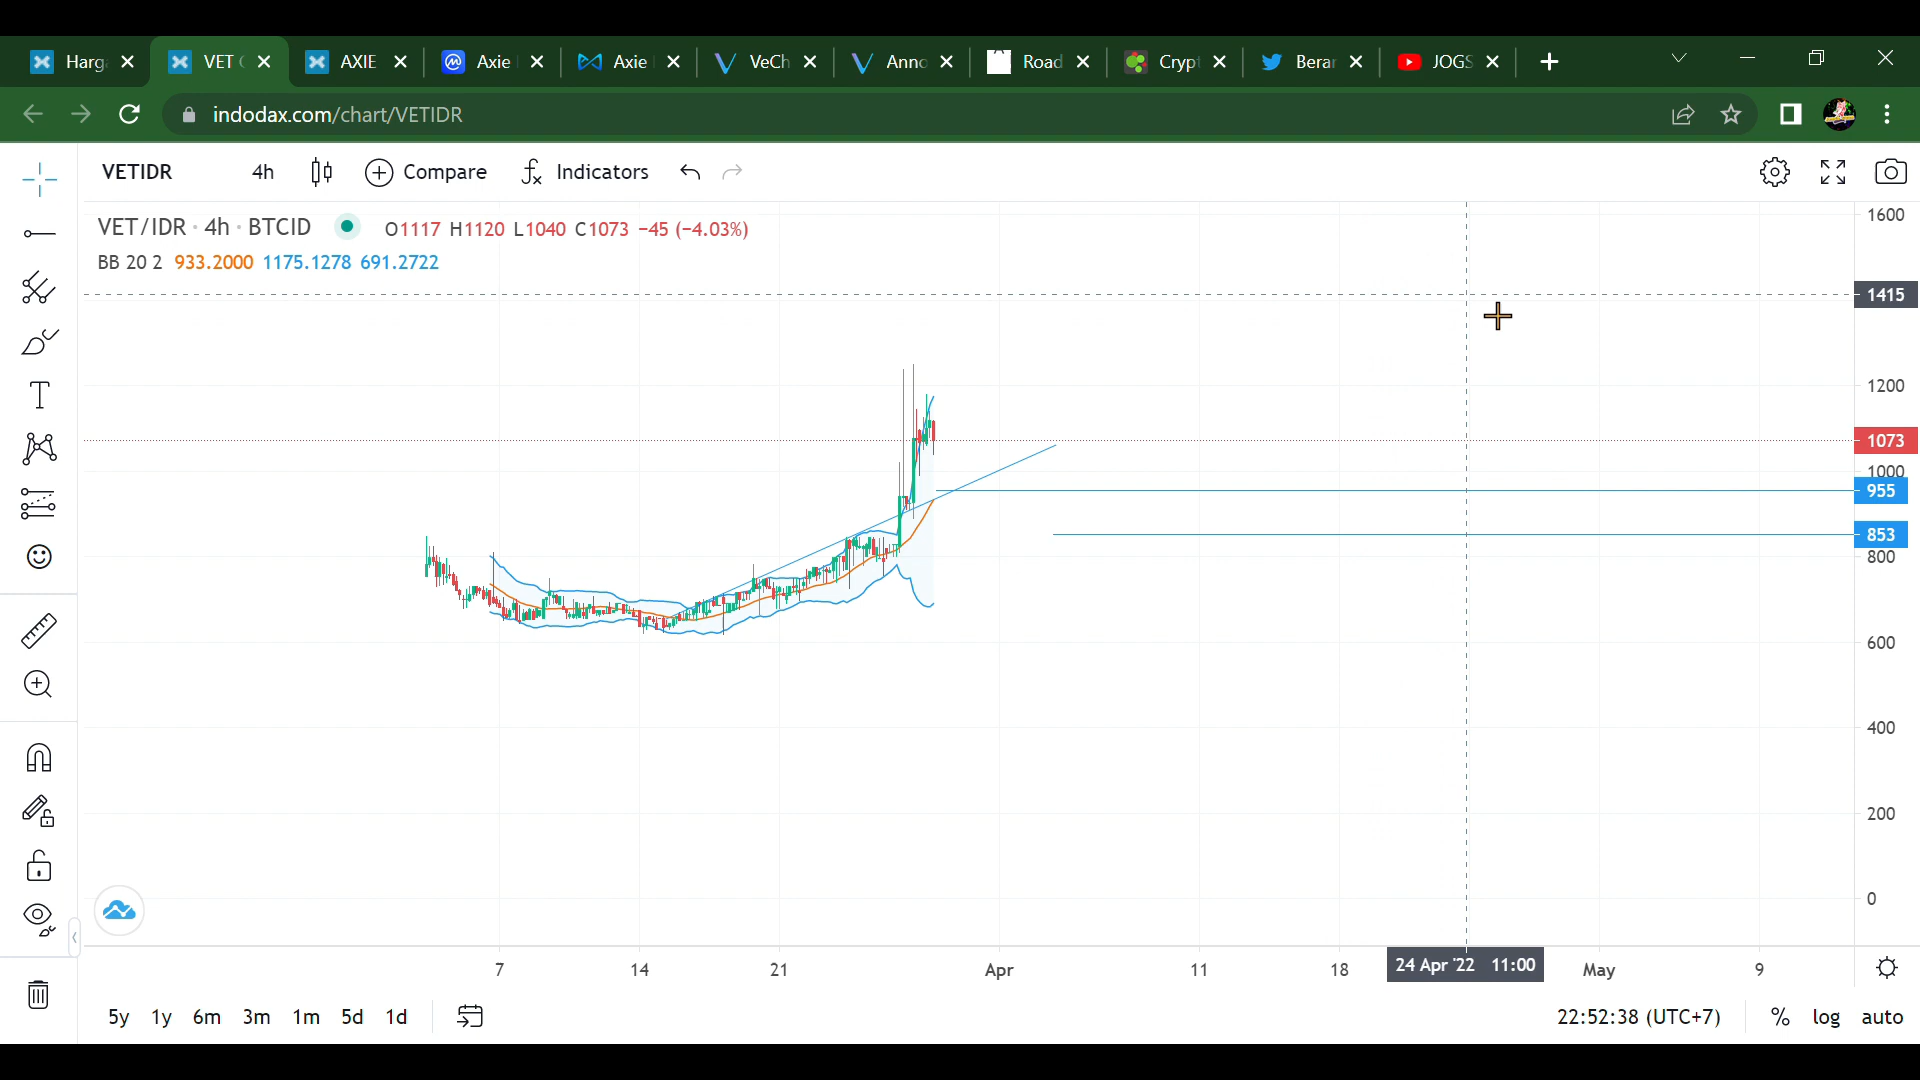 Harg VET ( AXIE Axie Axie VeCh Anno Road Crypt Berar JOGS
indodax.com/chart/VETIDR
VETIDR 4h Compare Indicators
VET/IDR · 4h · BTCID O1117 H1120 L1040 C1073 −45 (−4.03%)
BB 20 2 933.2000 1175.1278 691.2722
1600
1415
1200
1073
1000
955
853
800
600
400
200
0
7 14 21 Apr 11 18 24 Apr '22 11:00 May 9
5y 1y 6m 3m 1m 5d 1d 22:52:38 (UTC+7) % log auto